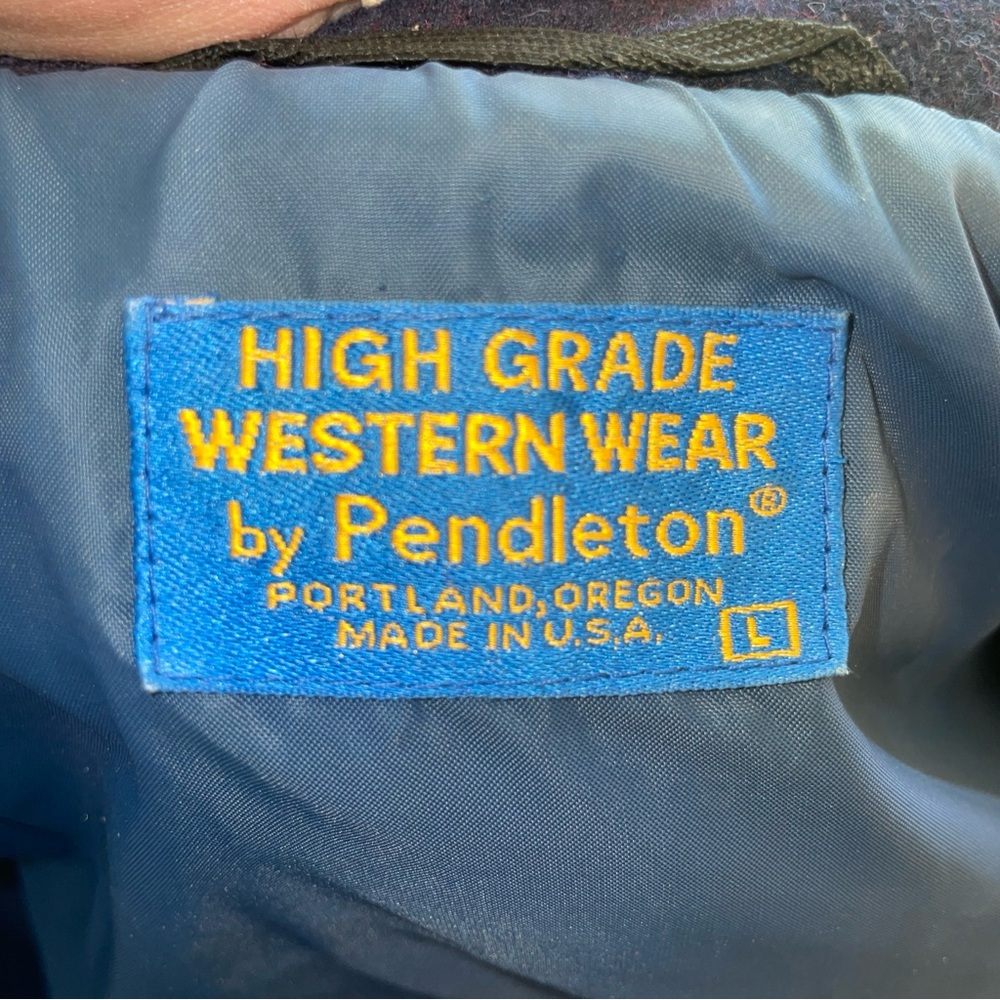 HIGH GRADE
WESTERN WEAR
by Pendleton®
PORTLAND, OREGON
MADE IN U.S.A.
L